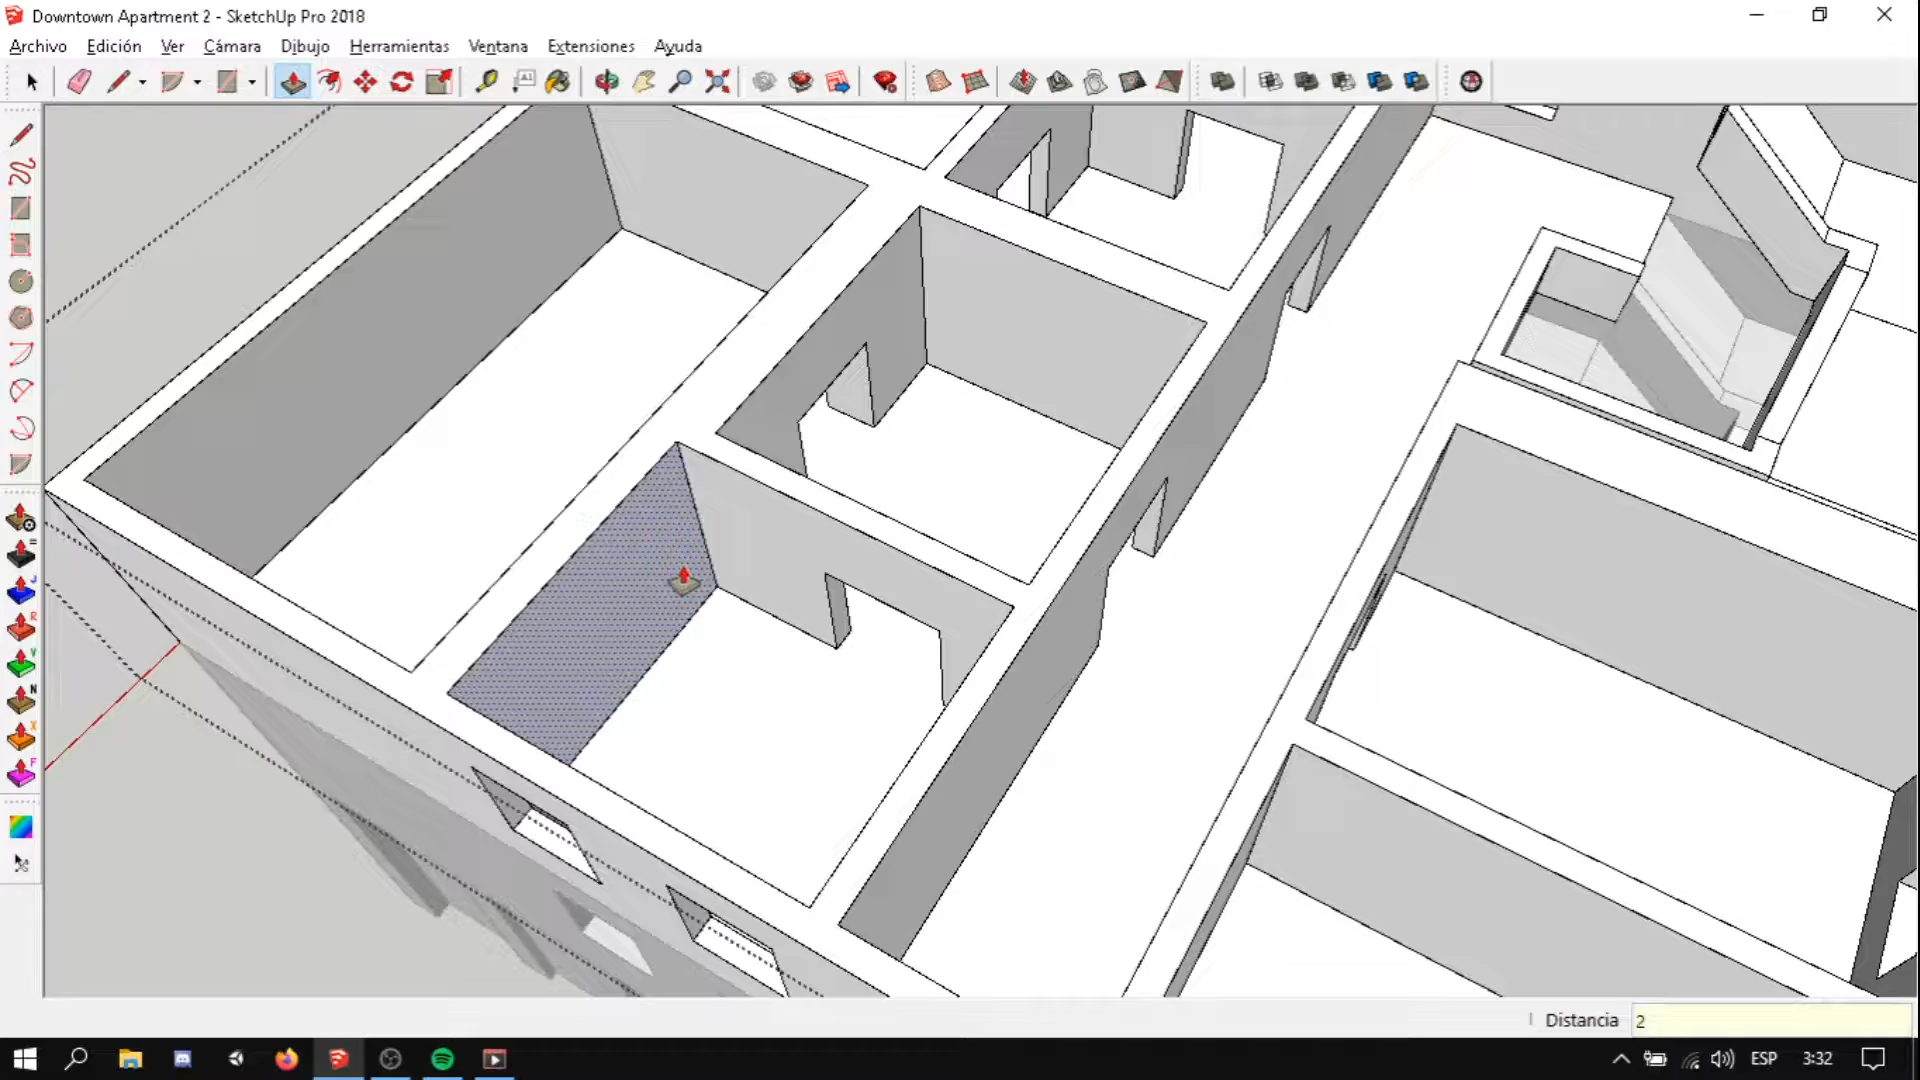 Downtown Apartment 2 - SketchUp Pro 2018
Archivo Edición Ver Cámara Dibujo Herramientas Ventana Extensiones Ayuda
A1
=
J
R
V
N
X
F
Distancia 2
ESP 3:32